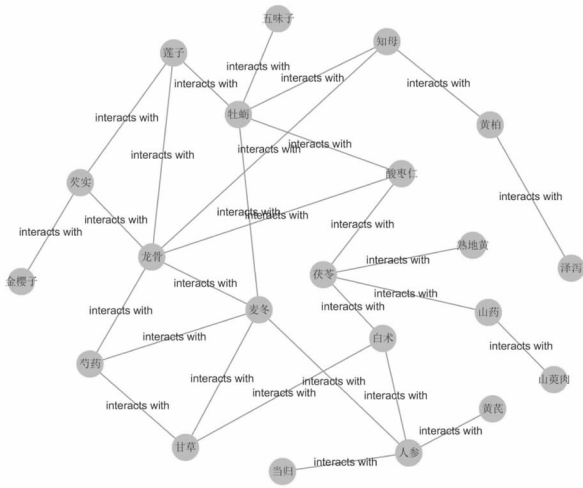 五味子
知母
莲子
interacts with
interacts with
interacts with
interacts with
牡蛎
interacts with
黄柏
interacts with
interacts with
interacts with
interacts with
酸枣仁
芡实
interacts with
interacts with
interacts with
interacts with
interacts with
熟地黄
龙骨
interacts with
泽泻
金樱子
茯苓
interacts with
interacts with
麦冬
山药
interacts with
interacts with
interacts with
白术
interacts with
芍药
山萸肉
interacts with
interacts with
interacts with
interacts with
黄芪
interacts with
甘草
人参
interacts with
当归
interacts with